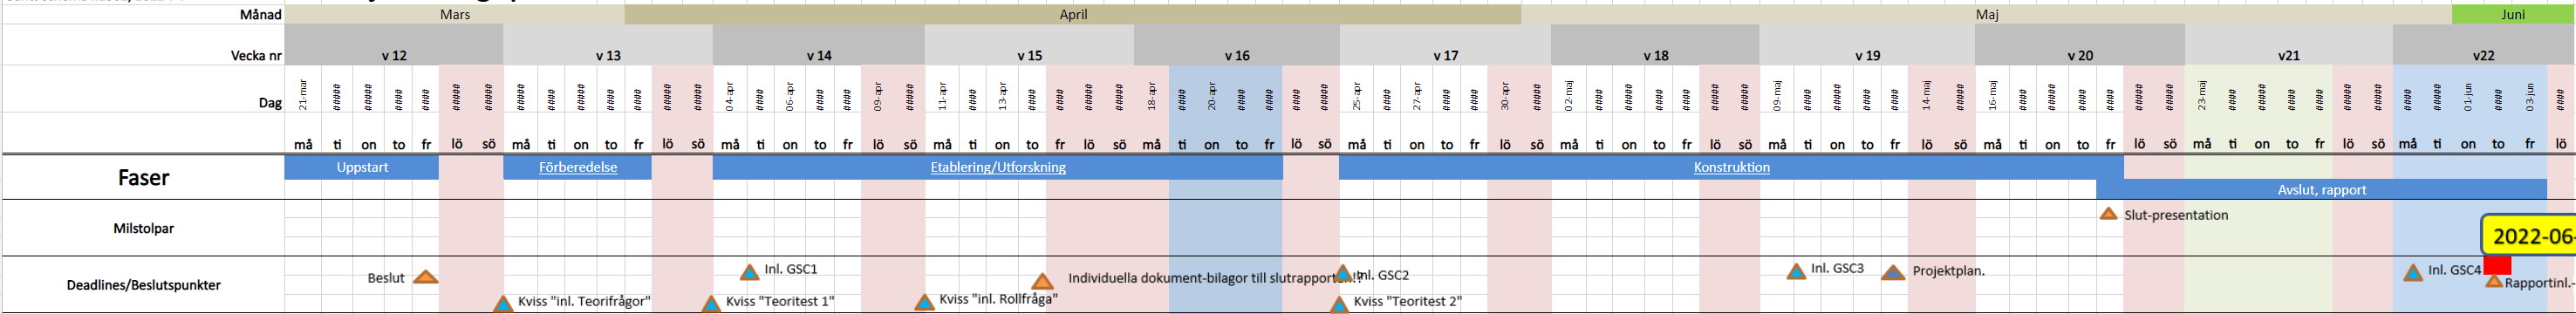 Månad Mars April Maj Juni
Vecka nr v 12 v 13 v 14 v 15 v 16 v 17 v 18 v 19 v 20 v21 v22
Dag 21-mar ##### ##### ##### #### ##### ##### ##### ##### ##### ##### ##### ##### ##### 04-apr #### 06-apr #### #### 09-apr ##### 11-apr #### 13-apr #### ##### ##### ##### 18-apr #### 20-apr #### #### #### ##### 25-apr #### 27-apr #### ##### 30-apr ##### 02-maj ##### ##### ##### ##### ##### ##### 09-maj ##### ##### ##### ##### 14-maj ##### 16-maj ##### ##### ##### ##### ##### ##### 23-maj ##### ##### ##### ##### ##### ##### #### #### 01-jun #### 03-jun ####
må ti on to fr lö sö må ti on to fr lö sö må ti on to fr lö sö må ti on to fr lö sö må ti on to fr lö sö må ti on to fr lö sö må ti on to fr lö sö må ti on to fr lö sö må ti on to fr lö sö må ti on to fr lö sö må ti on to fr lö
Faser Uppstart Förberedelse Etablering/Utforskning Konstruktion
Avslut, rapport
Milstolpar Slut-presentation
2022-06-
Deadlines/Beslutspunkter Beslut Inl. GSC1 Individuella dokument-bilagor till slutrapporten!? Inl. GSC2 Inl. GSC3 Projektplan. Inl. GSC4 Rapportinl.-
Kviss "inl. Teorifrågor" Kviss "Teoritest 1" Kviss "inl. Rollfråga" Kviss "Teoritest 2"